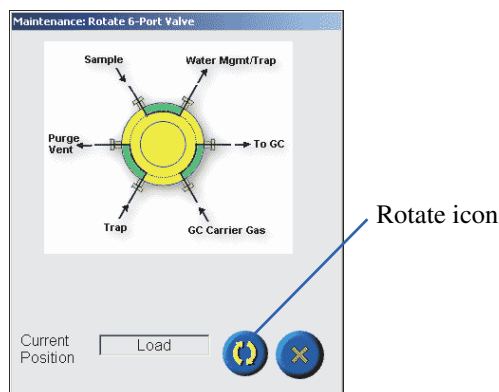 Maintenance: Rotate 6-Port Valve
Sample
Water Mgmt/Trap
Purge
Vent
To GC
Trap
GC Carrier Gas
Rotate icon
Current
Position
Load